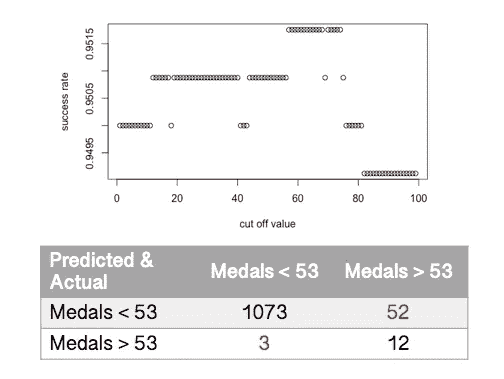 success rate
0.9515
0.9505
0.9495
0 20 40 60 80 100
cut off value
Predicted & Actual Medals < 53 Medals > 53
Medals < 53 1073 52
Medals > 53 3 12